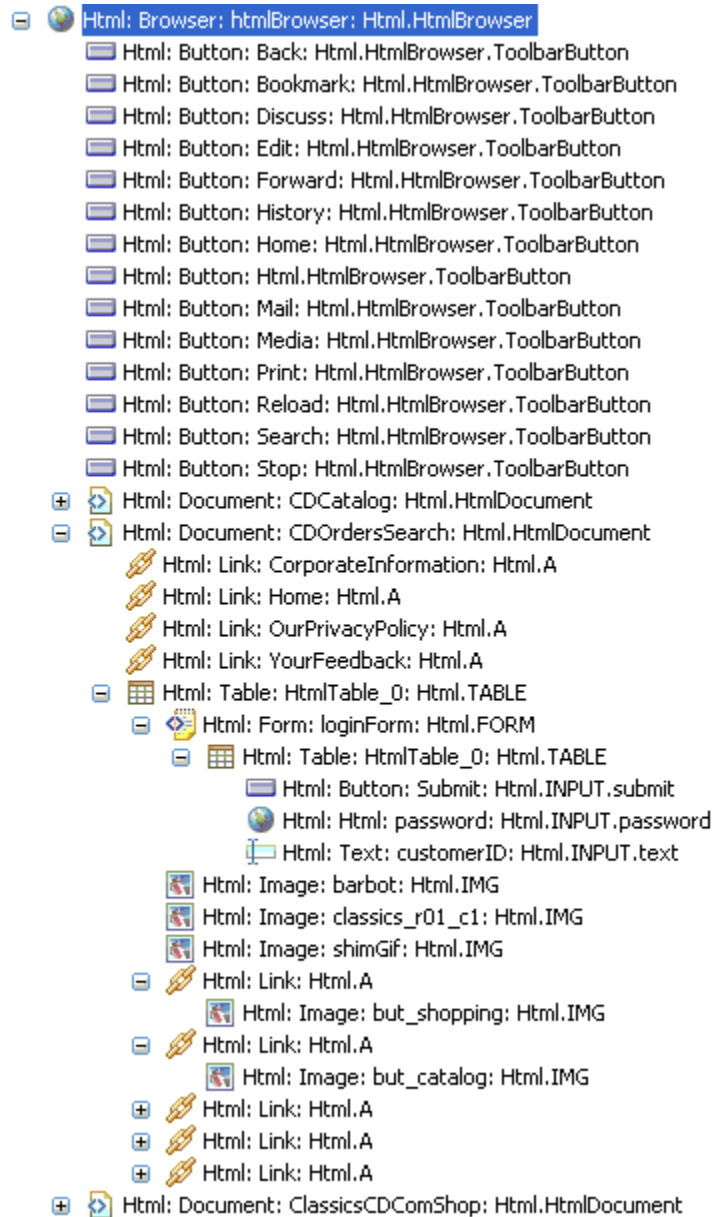 Html: Browser: htmlBrowser: Html.HtmlBrowser
Html: Button: Back: Html.HtmlBrowser.ToolbarButton
Html: Button: Bookmark: Html.HtmlBrowser.ToolbarButton
Html: Button: Discuss: Html.HtmlBrowser.ToolbarButton
Html: Button: Edit: Html.HtmlBrowser.ToolbarButton
Html: Button: Forward: Html.HtmlBrowser.ToolbarButton
Html: Button: History: Html.HtmlBrowser.ToolbarButton
Html: Button: Home: Html.HtmlBrowser.ToolbarButton
Html: Button: Html.HtmlBrowser.ToolbarButton
Html: Button: Mail: Html.HtmlBrowser.ToolbarButton
Html: Button: Media: Html.HtmlBrowser.ToolbarButton
Html: Button: Print: Html.HtmlBrowser.ToolbarButton
Html: Button: Reload: Html.HtmlBrowser.ToolbarButton
Html: Button: Search: Html.HtmlBrowser.ToolbarButton
Html: Button: Stop: Html.HtmlBrowser.ToolbarButton
Html: Document: CDCatalog: Html.HtmlDocument
Html: Document: CDOrdersSearch: Html.HtmlDocument
Html: Link: CorporateInformation: Html.A
Html: Link: Home: Html.A
Html: Link: OurPrivacyPolicy: Html.A
Html: Link: YourFeedback: Html.A
Html: Table: HtmlTable_0: Html.TABLE
Html: Form: loginForm: Html.FORM
Html: Table: HtmlTable_0: Html.TABLE
Html: Button: Submit: Html.INPUT.submit
Html: Html: password: Html.INPUT.password
Html: Text: customerID: Html.INPUT.text
Html: Image: barbot: Html.IMG
Html: Image: classics_r01_c1: Html.IMG
Html: Image: shimGif: Html.IMG
Html: Link: Html.A
Html: Image: but_shopping: Html.IMG
Html: Link: Html.A
Html: Image: but_catalog: Html.IMG
Html: Link: Html.A
Html: Link: Html.A
Html: Link: Html.A
Html: Document: ClassicsCDComShop: Html.HtmlDocument